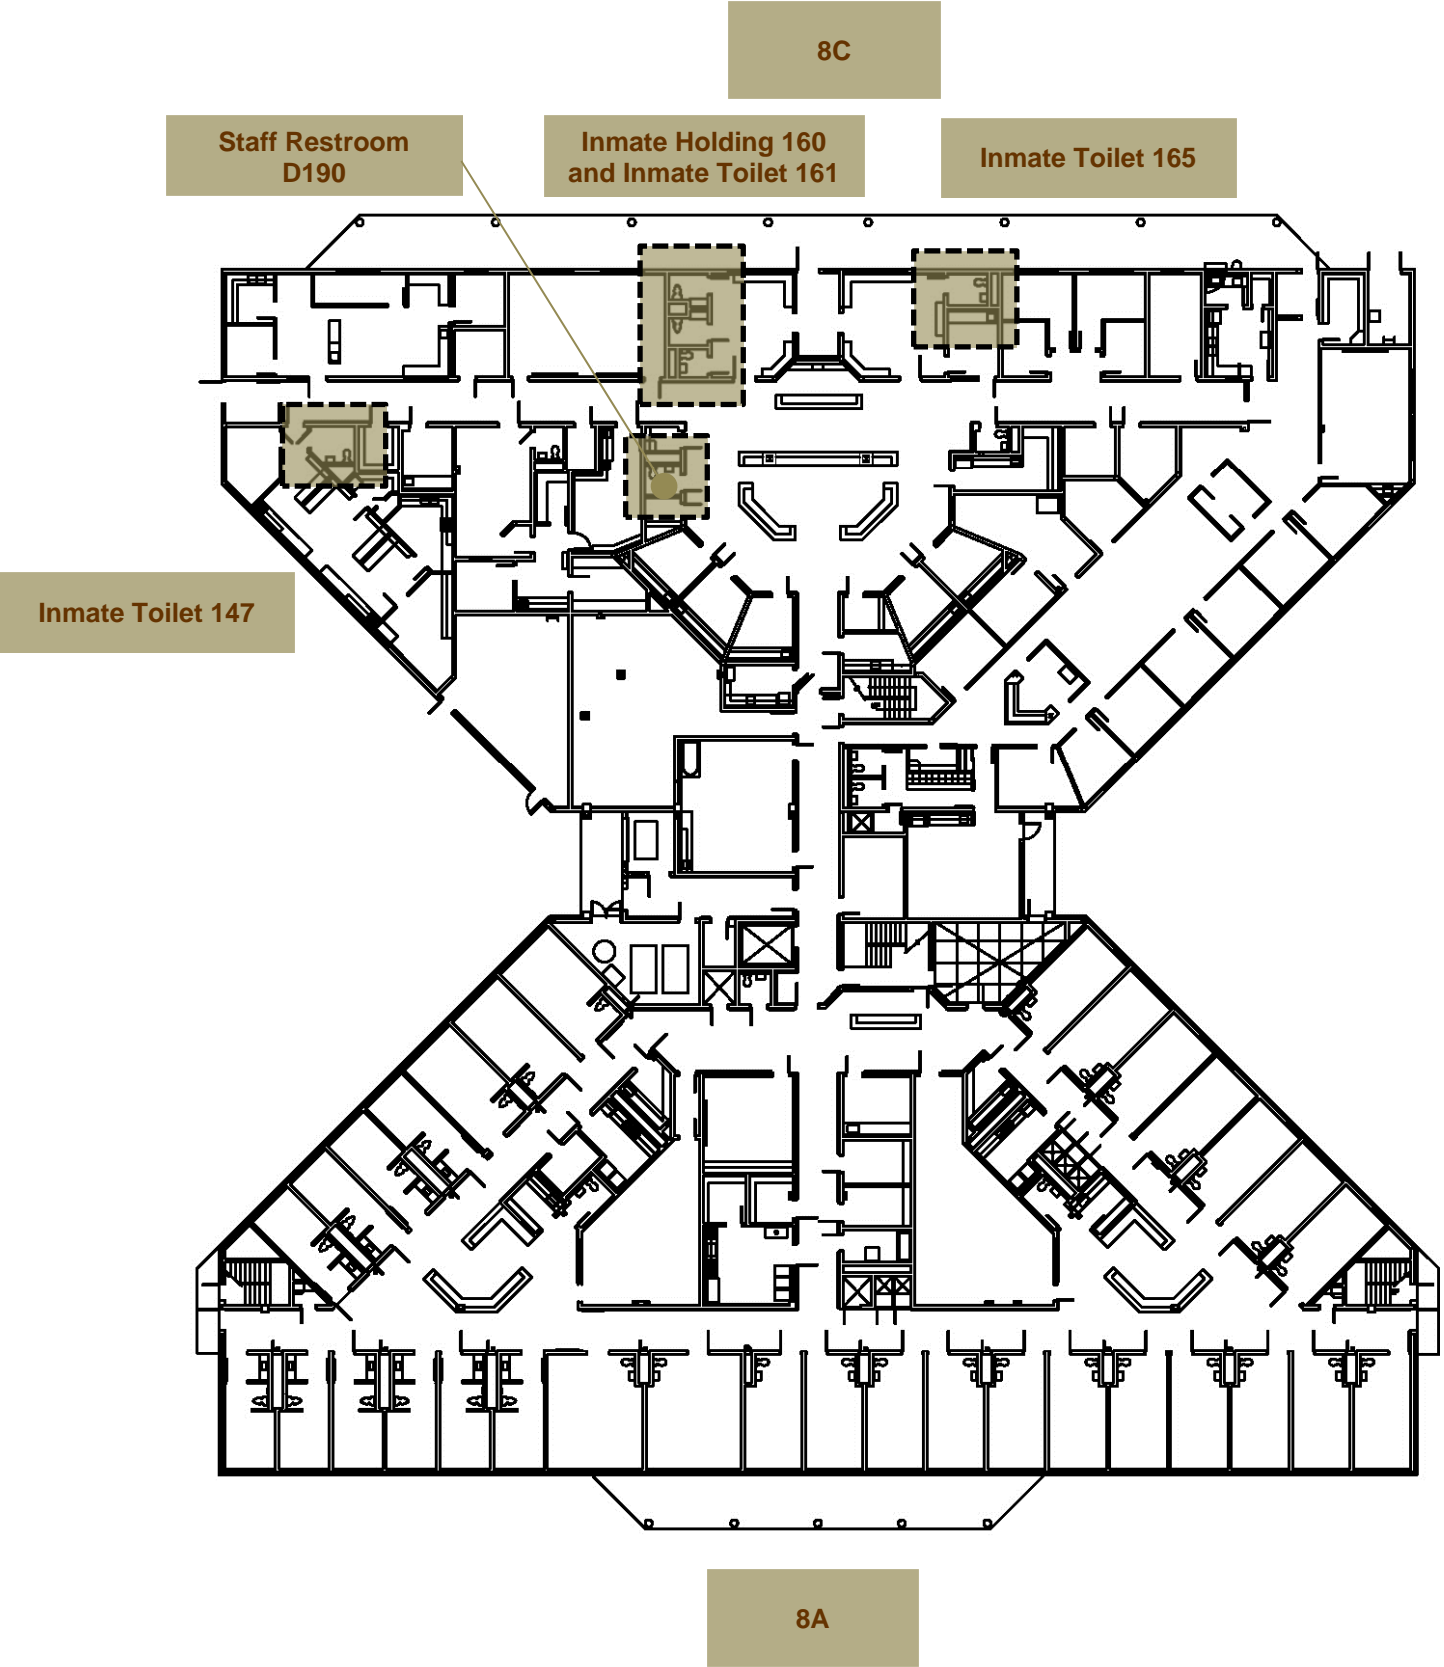 8C
Staff Restroom
D190
Inmate Holding 160
and Inmate Toilet 161
Inmate Toilet 165
Inmate Toilet 147
8A